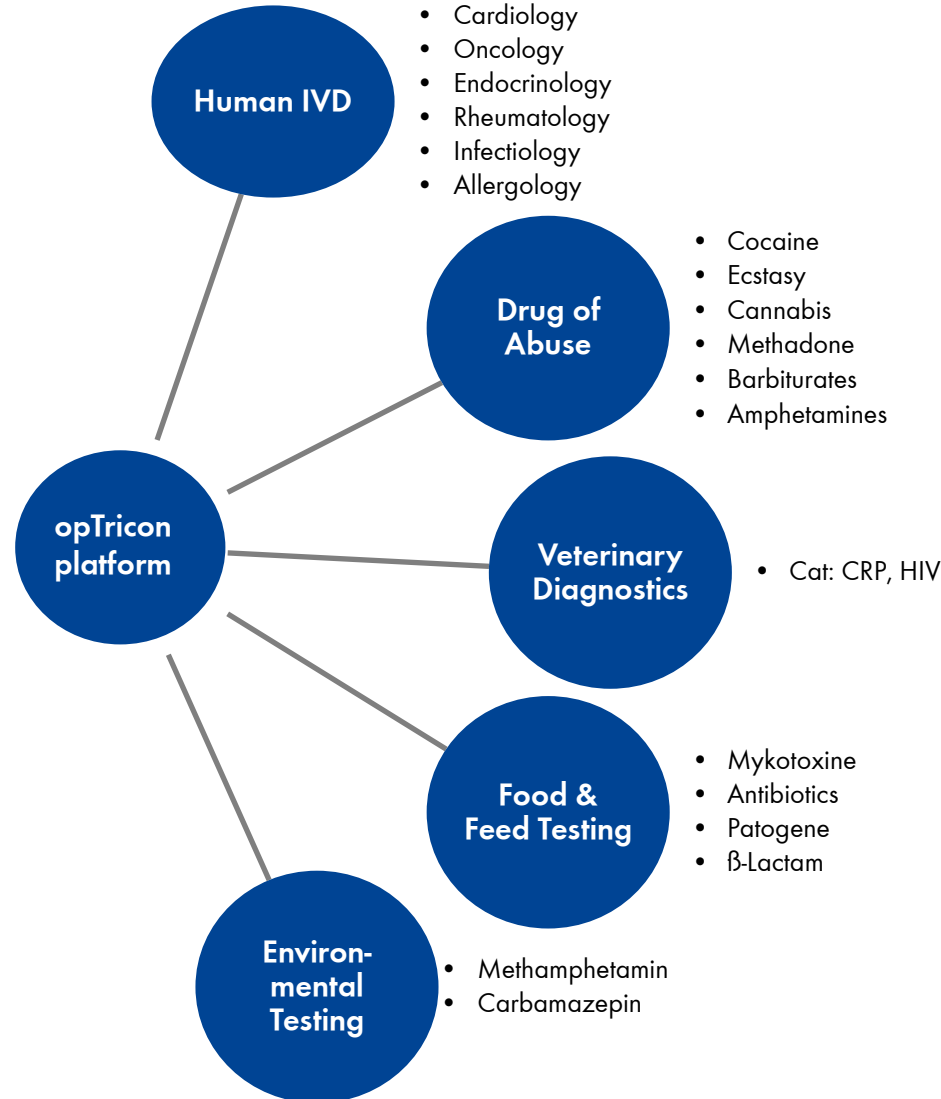 Human IVD
• Cardiology
• Oncology
• Endocrinology
• Rheumatology
• Infectiology
• Allergology
Drug of
Abuse
• Cocaine
• Ecstasy
• Cannabis
• Methadone
• Barbiturates
• Amphetamines
opTricon
platform
Veterinary
Diagnostics
• Cat: CRP, HIV
Food &
Feed Testing
• Mykotoxine
• Antibiotics
• Patogene
• ß-Lactam
Environ-
mental
Testing
• Methamphetamin
• Carbamazepin